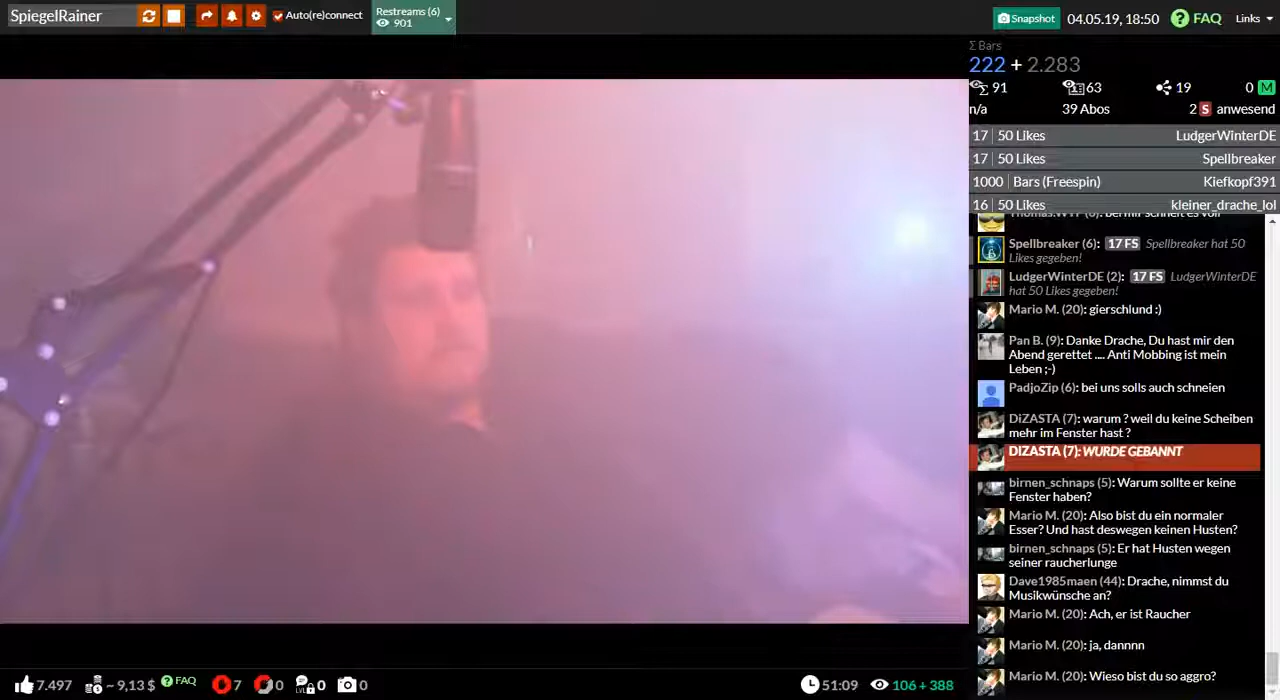 SpiegelRainer
Auto(re)connect
Restreams (6)
901
Snapshot
04.05.19, 18:50
FAQ
Links
Σ Bars
222 + 2.283
Σ 91
63
19
0 M
n/a
39 Abos
2 S anwesend
17 | 50 Likes LudgerWinterDE
17 | 50 Likes Spellbreaker
1000 | Bars (Freespin) Kiefkopf391
16 | 50 Likes kleiner_drache_lol
Spellbreaker (6): 17 FS Spellbreaker hat 50
Likes gegeben!
LudgerWinterDE (2): 17 FS LudgerWinterDE
hat 50 Likes gegeben!
Mario M. (20): gierschlund :)
Pan B. (9): Danke Drache, Du hast mir den
Abend gerettet .... Anti Mobbing ist mein
Leben ;-)
PadjoZip (6): bei uns solls auch schneien
DiZASTA (7): warum ? weil du keine Scheiben
mehr im Fenster hast ?
DIZASTA (7): WURDE GEBANNT
birnen_schnaps (5): Warum sollte er keine
Fenster haben?
Mario M. (20): Also bist du ein normaler
Esser? Und hast deswegen keinen Husten?
birnen_schnaps (5): Er hat Husten wegen
seiner raucherlunge
Dave1985maen (44): Drache, nimmst du
Musikwünsche an?
Mario M. (20): Ach, er ist Raucher
Mario M. (20): ja, dannnn
Mario M. (20): Wieso bist du so aggro?
7.497
~ 9,13 $
FAQ
7
0
LVL
0
0
51:09
106 + 388